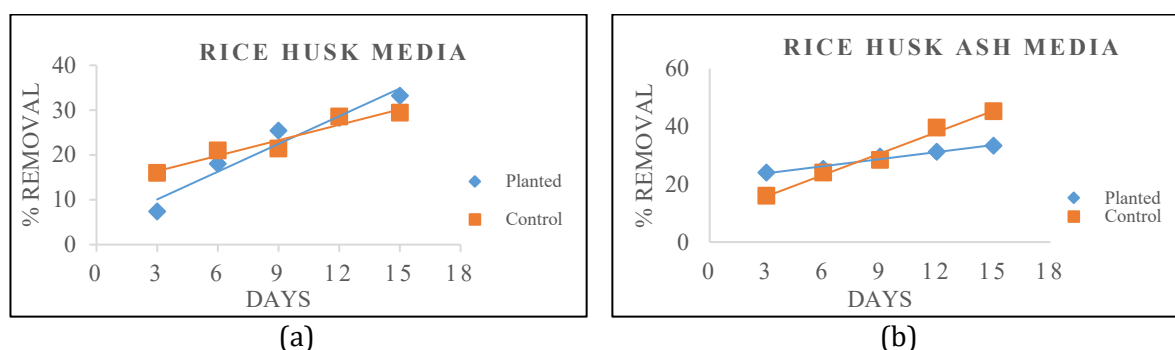 RICE HUSK MEDIA
40
30
20
10
0
% REMOVAL
0 3 6 9 12 15 18
DAYS
Planted
Control
(a)
RICE HUSK ASH MEDIA
60
40
20
0
% REMOVAL
0 3 6 9 12 15 18
DAYS
Planted
Control
(b)